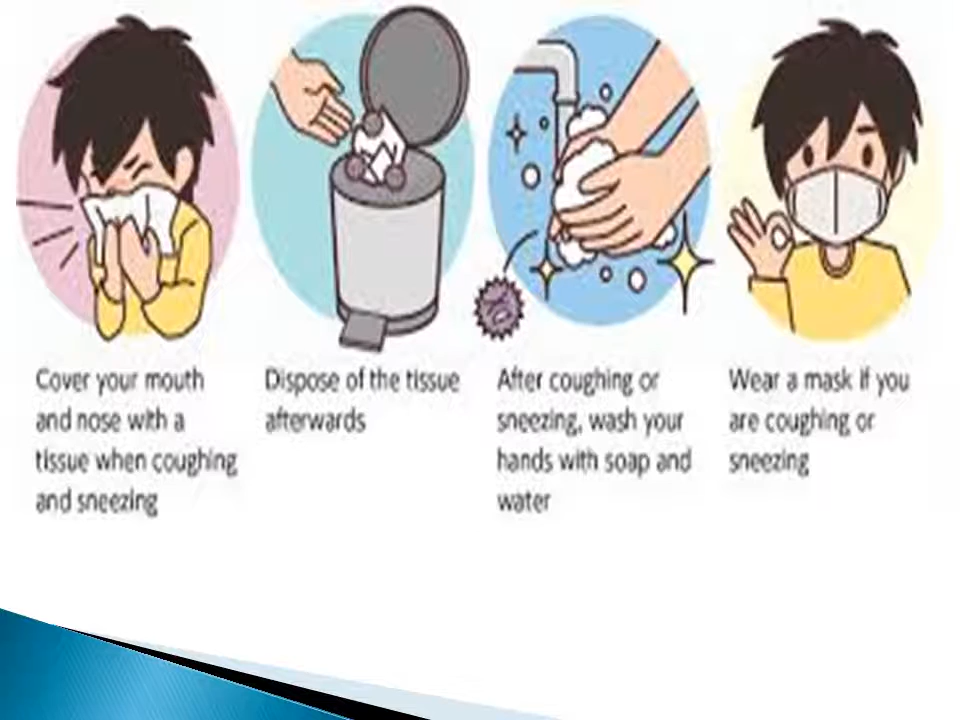 Cover your mouth
and nose with a
tissue when coughing
and sneezing
Dispose of the tissue
afterwards
After coughing or
sneezing, wash your
hands with soap and
water
Wear a mask if you
are coughing or
sneezing